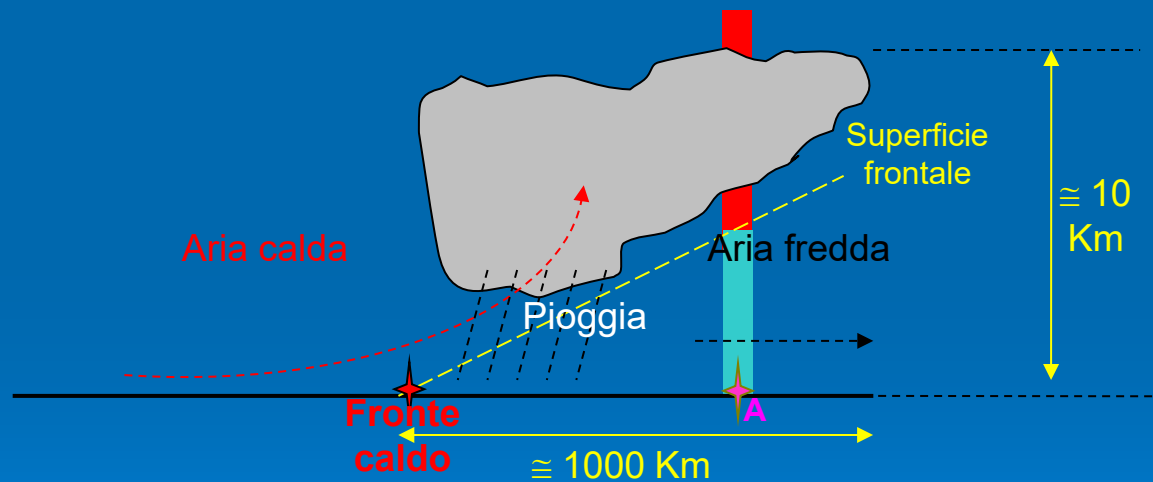 Superficie
frontale
≅ 10
Km
Aria calda
Aria fredda
Pioggia
Fronte
caldo
A
≅ 1000 Km